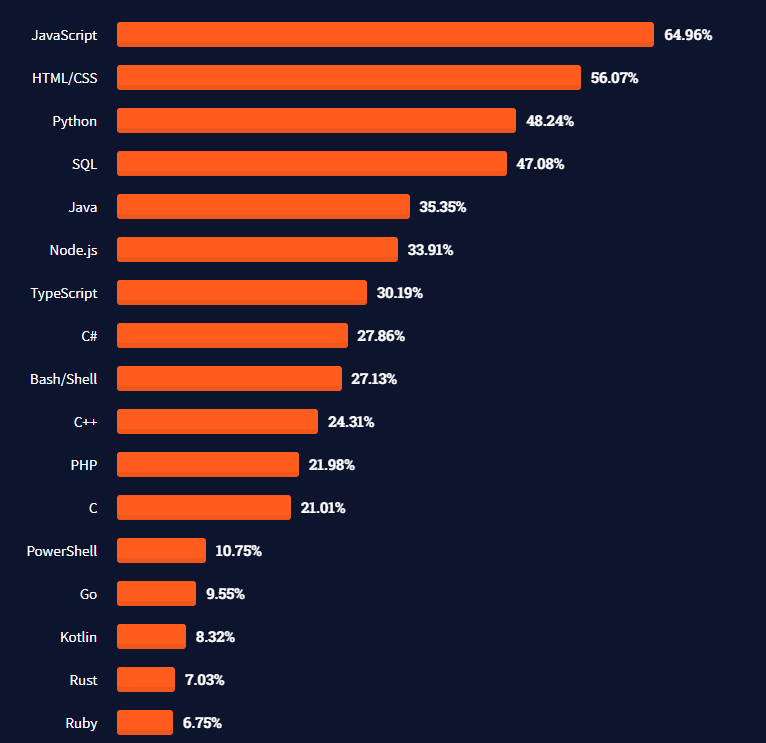 JavaScript 64.96%
HTML/CSS 56.07%
Python 48.24%
SQL 47.08%
Java 35.35%
Node.js 33.91%
TypeScript 30.19%
C# 27.86%
Bash/Shell 27.13%
C++ 24.31%
PHP 21.98%
C 21.01%
PowerShell 10.75%
Go 9.55%
Kotlin 8.32%
Rust 7.03%
Ruby 6.75%